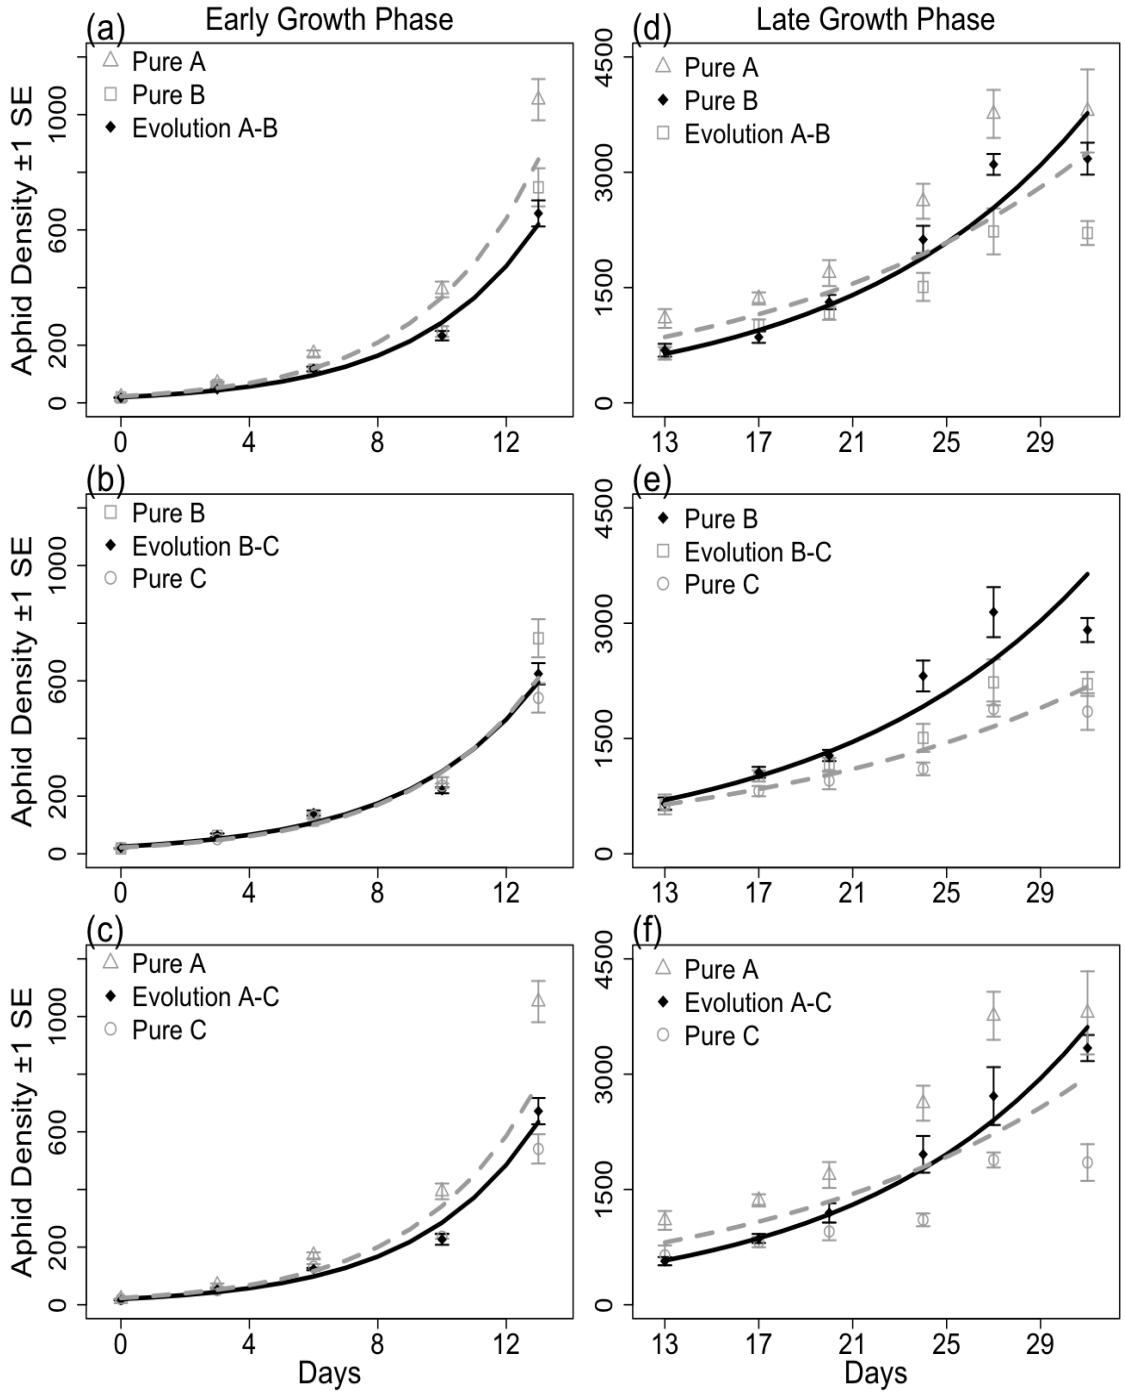 Early Growth Phase
Late Growth Phase
(a)
Pure A
Pure B
Evolution A-B
Aphid Density ±1 SE
0 200 600 1000
0 4 8 12
(d)
Pure A
Pure B
Evolution A-B
0 1500 3000 4500
13 17 21 25 29
(b)
Pure B
Evolution B-C
Pure C
Aphid Density ±1 SE
0 200 600 1000
0 4 8 12
(e)
Pure B
Evolution B-C
Pure C
0 1500 3000 4500
13 17 21 25 29
(c)
Pure A
Evolution A-C
Pure C
Aphid Density ±1 SE
0 200 600 1000
0 4 8 12
Days
(f)
Pure A
Evolution A-C
Pure C
0 1500 3000 4500
13 17 21 25 29
Days